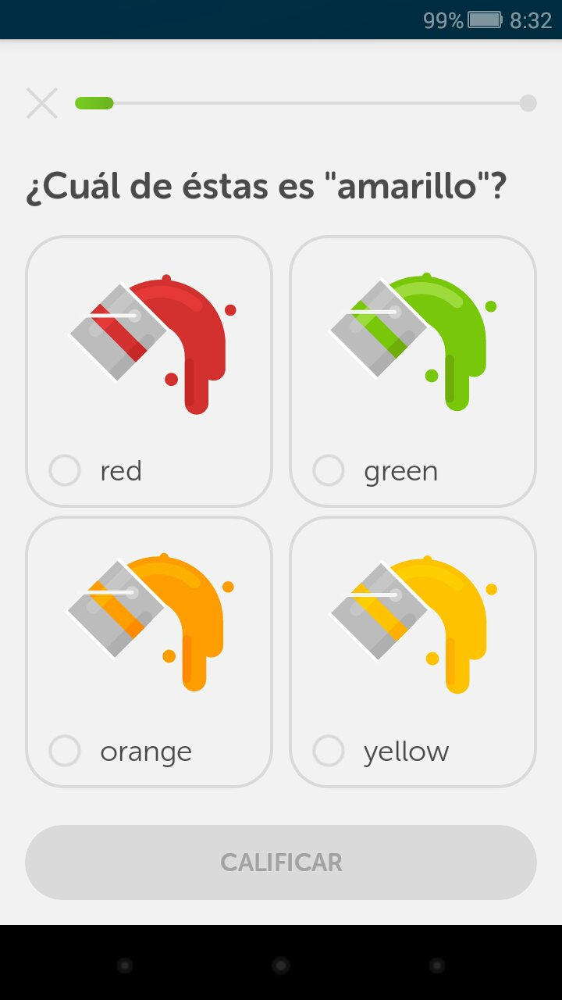 99% 8:32
¿Cuál de éstas es "amarillo"?
red
green
orange
yellow
CALIFICAR